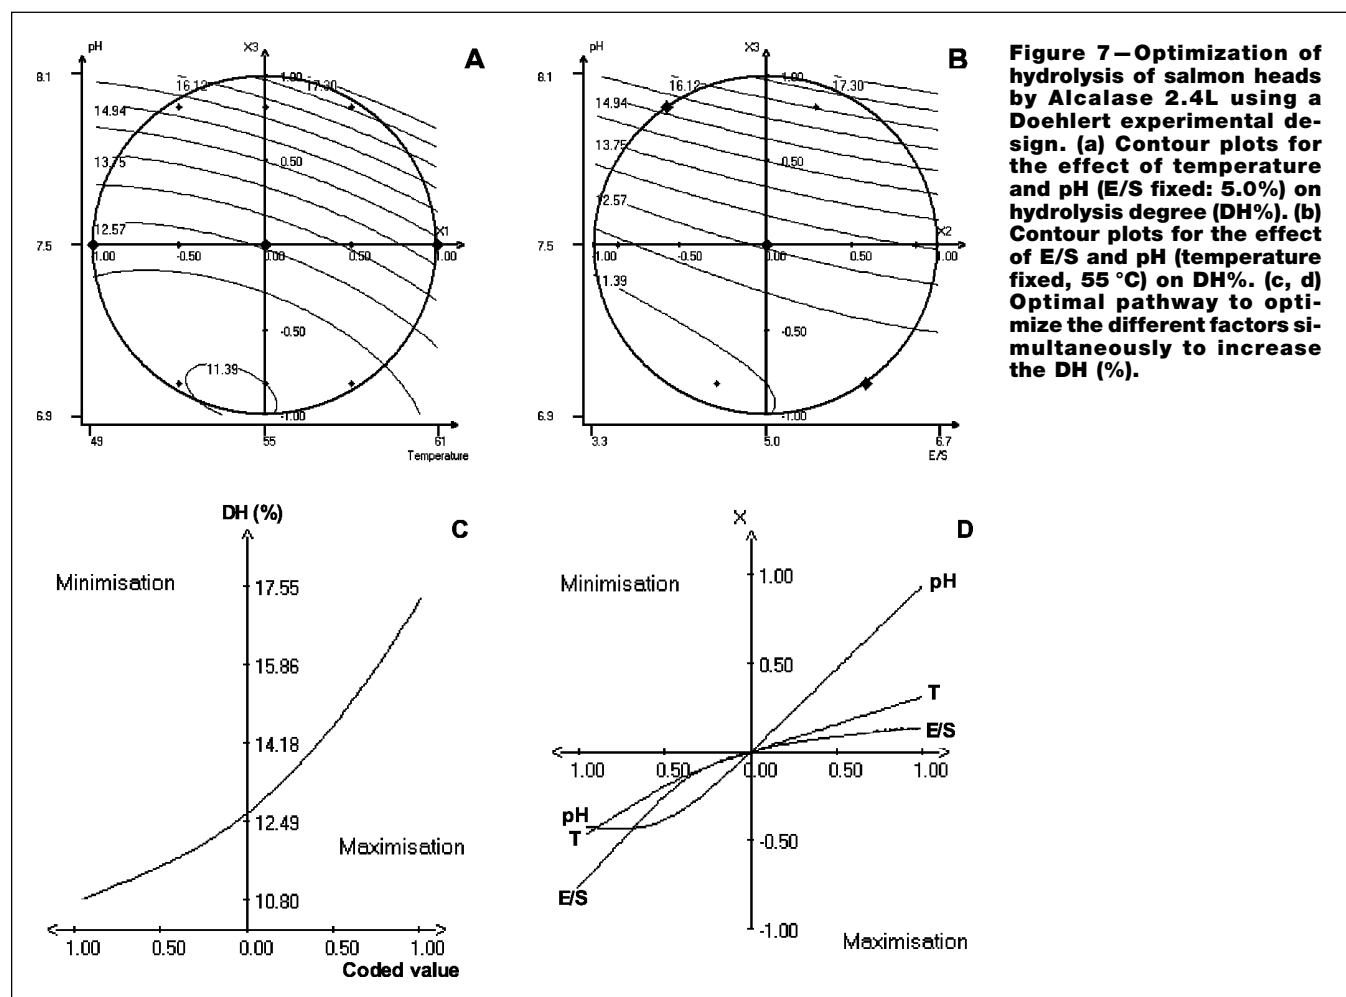 pH
X3
A
8.1
1.00
16.12
17.30
14.94
13.75
0.50
12.57
X1
7.5
1.00
-0.50
0.00
0.50
1.00
-0.50
11.39
6.9
-1.00
49
55
61
Temperature
pH
X3
B
8.1
1.00
16.12
17.30
14.94
13.75
0.50
12.57
X2
7.5
1.00
-0.50
0.00
0.50
1.00
11.39
-0.50
6.9
-1.00
3.3
5.0
6.7
E/S
Figure 7—Optimization of
hydrolysis of salmon heads
by Alcalase 2.4L using a
Doehlert experimental de-
sign. (a) Contour plots for
the effect of temperature
and pH (E/S fixed: 5.0%) on
hydrolysis degree (DH%). (b)
Contour plots for the effect
of E/S and pH (temperature
fixed, 55 °C) on DH%. (c, d)
Optimal pathway to opti-
mize the different factors si-
multaneously to increase
the DH (%).
DH (%)
C
Minimisation
17.55
15.86
14.18
12.49
Maximisation
10.80
1.00 0.50 0.00 0.50 1.00
Coded value
X
D
Minimisation
1.00
pH
0.50
T
E/S
1.00 0.50 0.00 0.50 1.00
pH
T
-0.50
E/S
-1.00
Maximisation